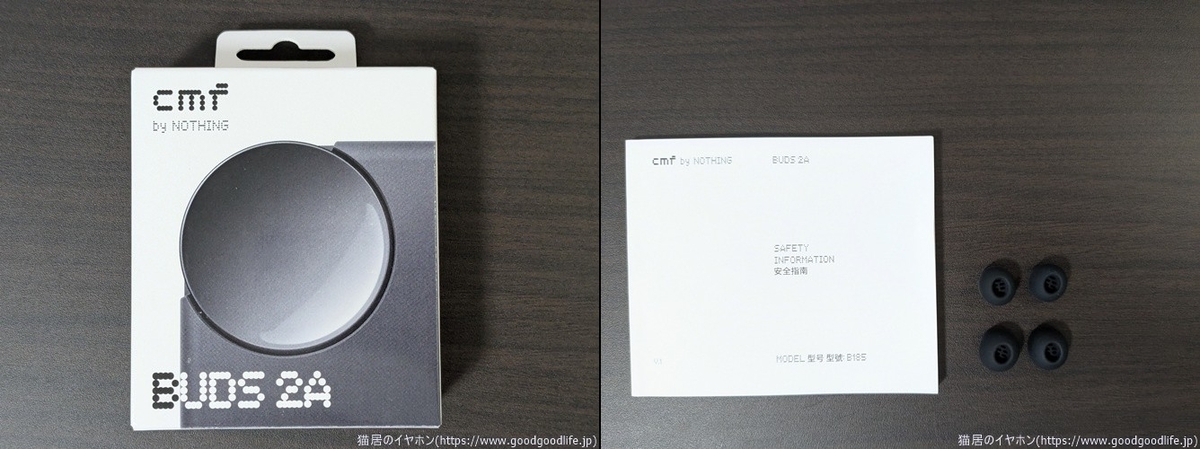 cmf
by NOTHING
BUDS 2A
猫居のイヤホン(https://www.goodgoodlife.jp)
cmf by NOTHING BUDS 2A
SAFETY
INFORMATION
安全指南
MODEL 型号 型號: B185
猫居のイヤホン(https://www.goodgoodlife.jp)